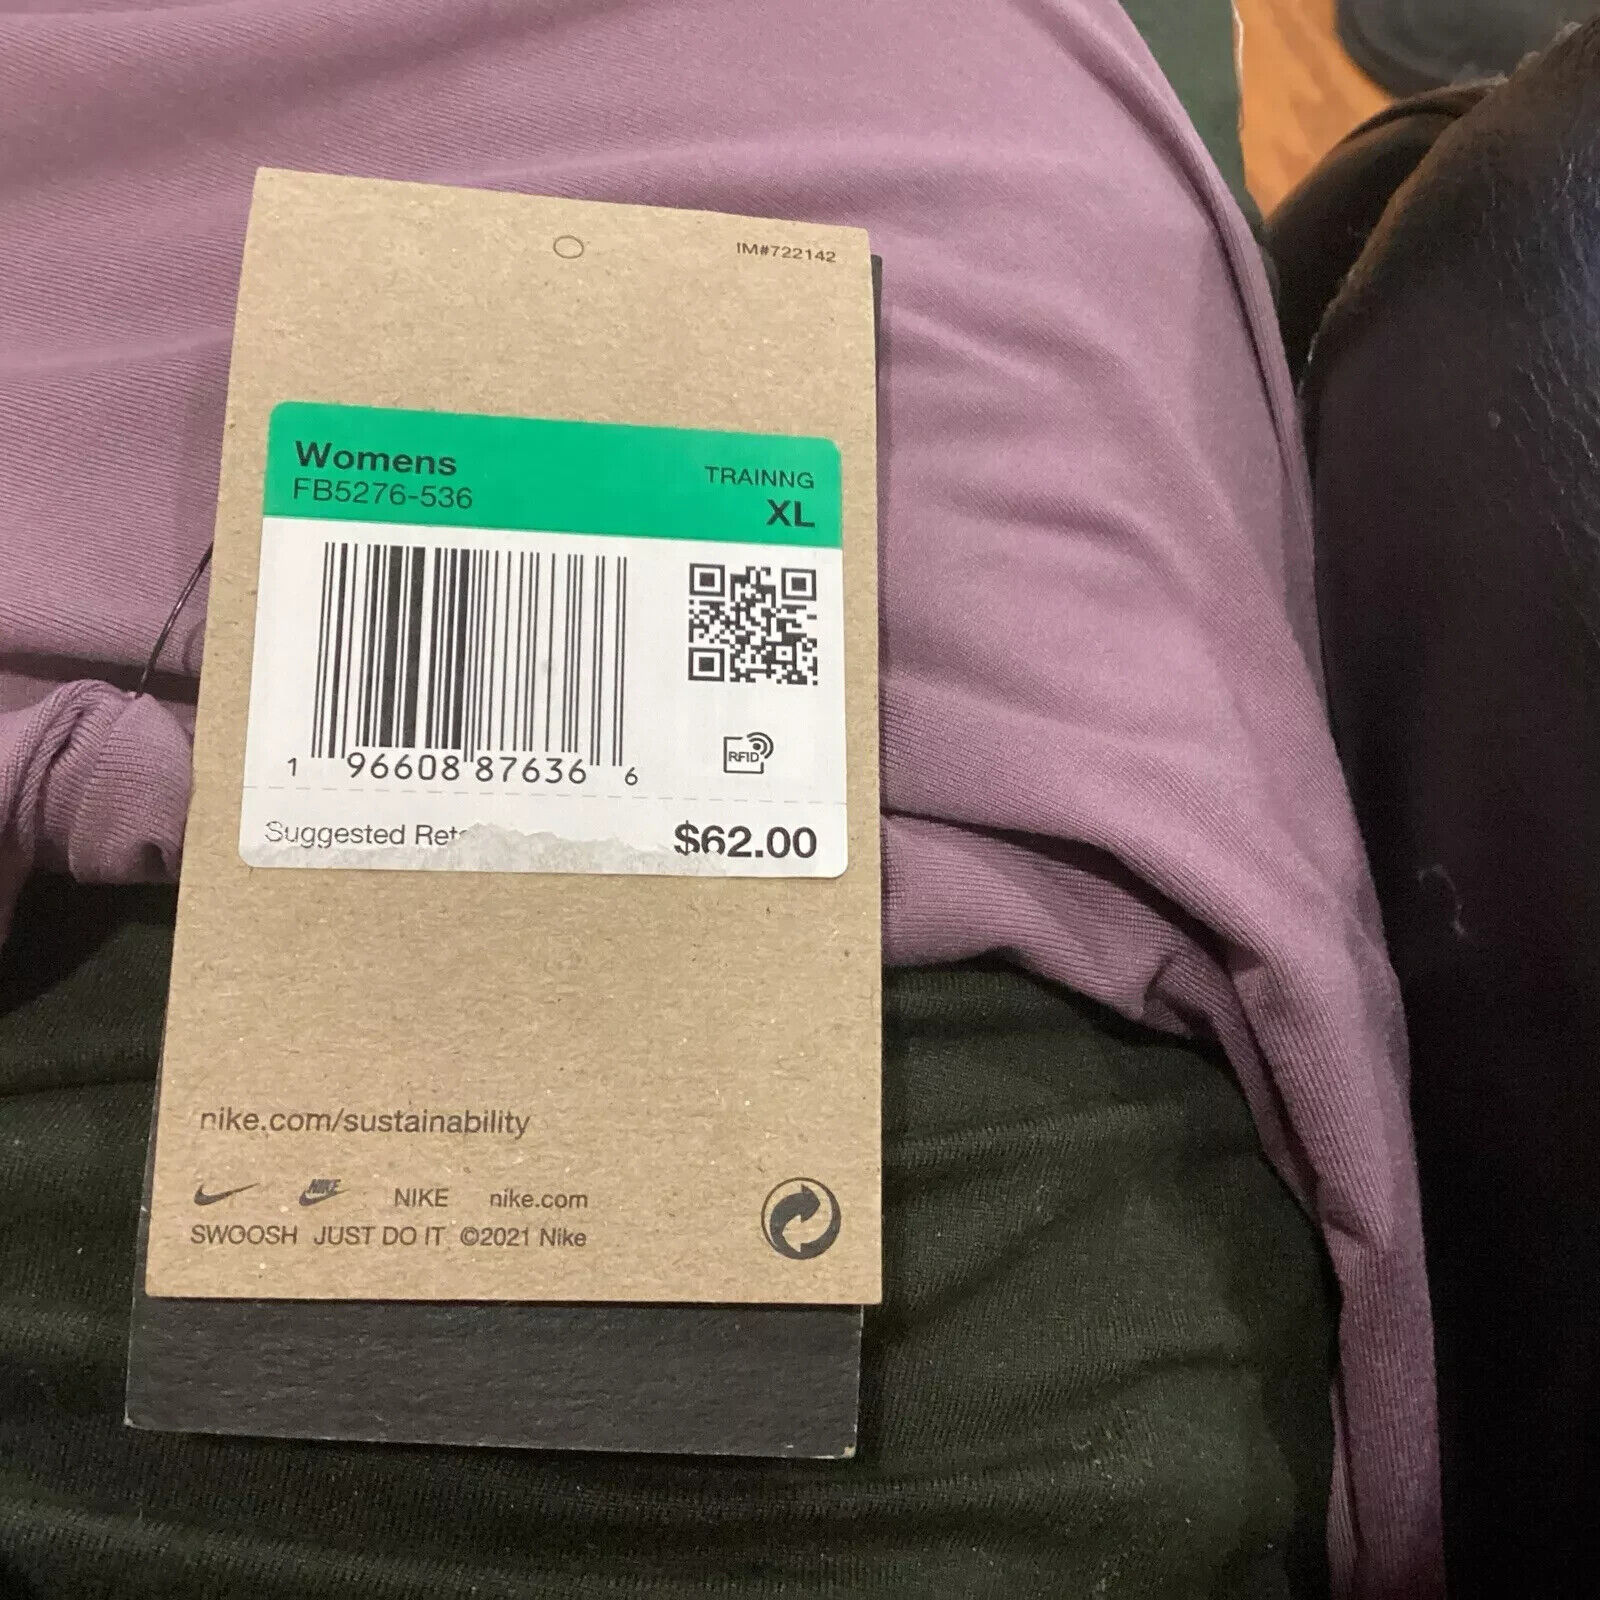 IM#722142
Womens
TRAINNG
FB5276-536
XL
1 96608 87636 6
RFID
Suggested $62.00
nike.com/sustainability
NIKE NIKE nike.com
SWOOSH JUST DO IT ©2021 Nike